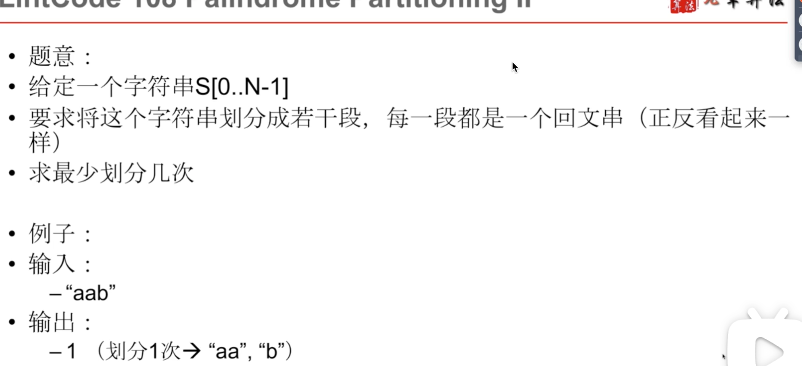 LintCode 108 Palindrome Partitioning II
• 题意：
• 给定一个字符串S[0..N-1]
• 要求将这个字符串划分成若干段，每一段都是一个回文串（正反看起来一
样）
• 求最少划分几次
• 例子：
• 输入：
– “aab”
• 输出：
– 1 （划分1次→ “aa”, “b”）